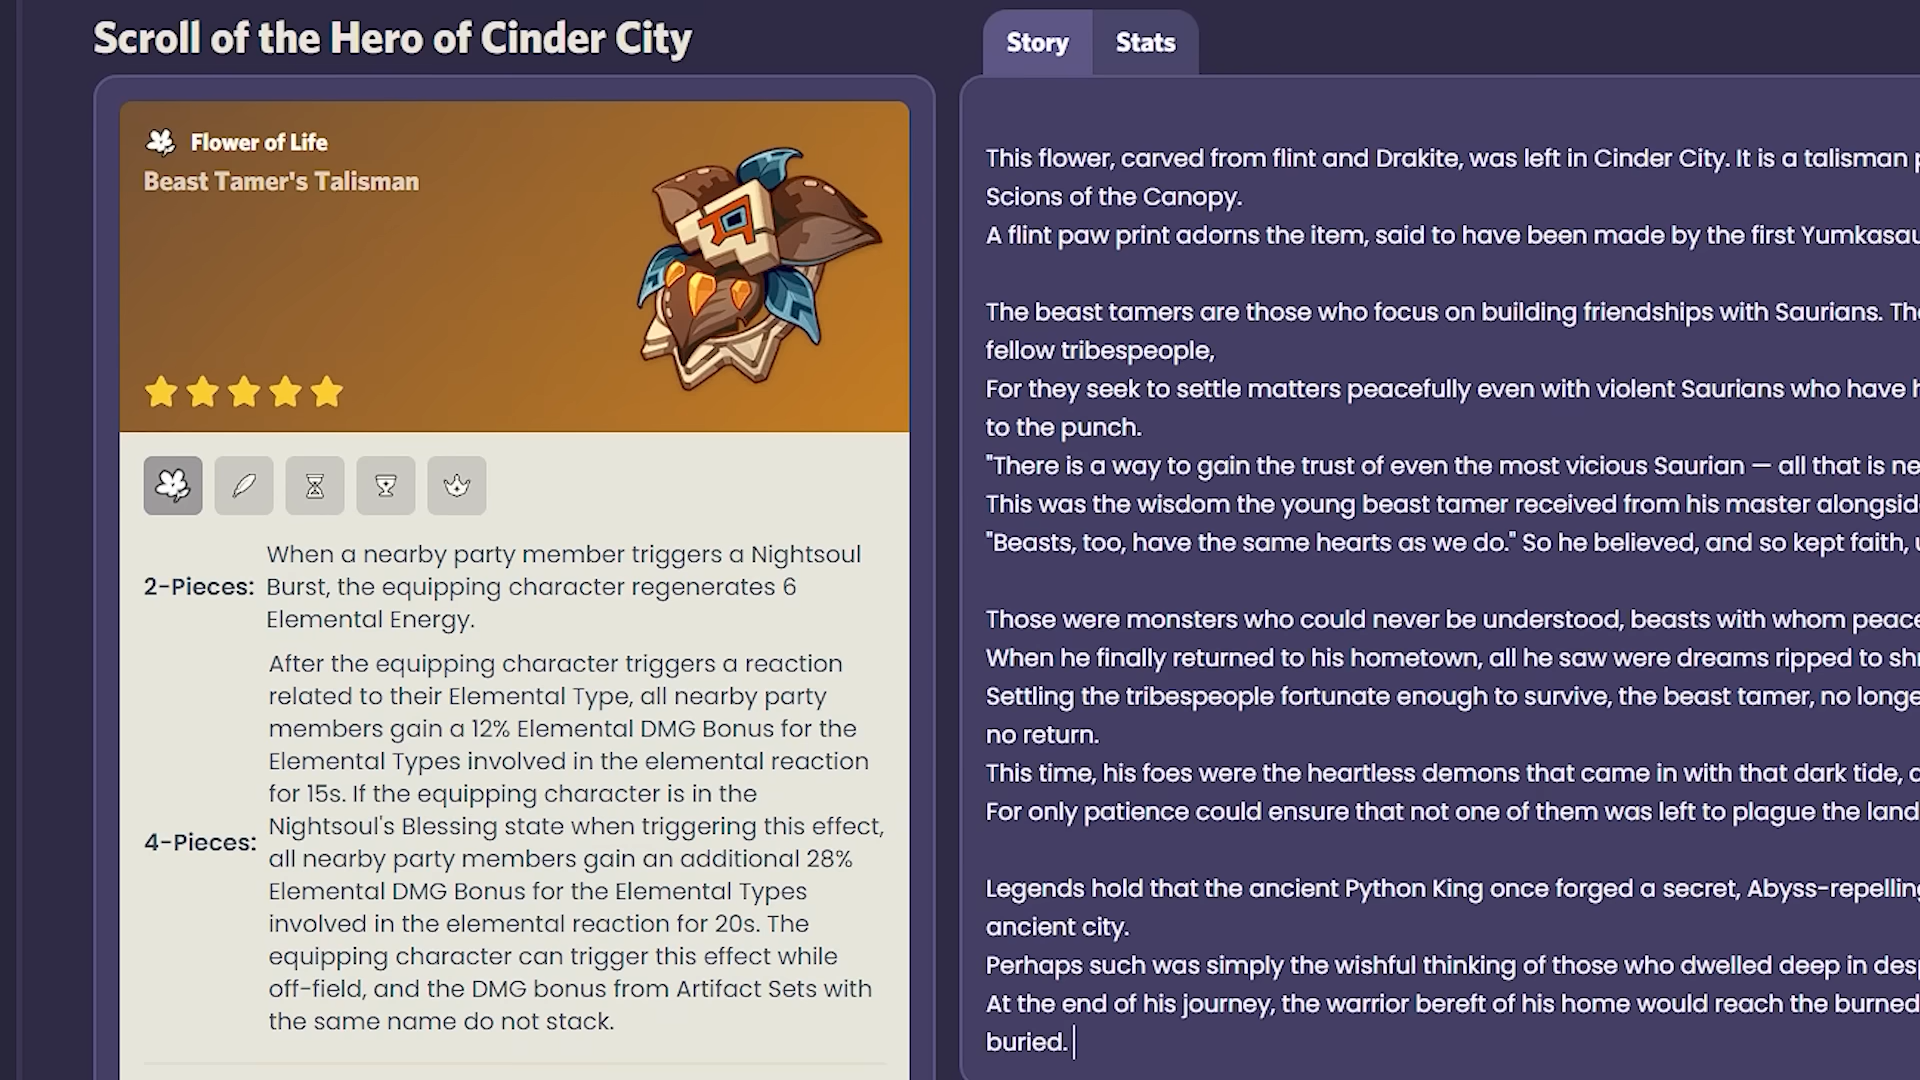 Scroll of the Hero of Cinder City
Flower of Life
Beast Tamer's Talisman
2-Pieces:
When a nearby party member triggers a Nightsoul
Burst, the equipping character regenerates 6
Elemental Energy.
4-Pieces:
After the equipping character triggers a reaction
related to their Elemental Type, all nearby party
members gain a 12% Elemental DMG Bonus for the
Elemental Types involved in the elemental reaction
for 15s. If the equipping character is in the
Nightsoul's Blessing state when triggering this effect,
all nearby party members gain an additional 28%
Elemental DMG Bonus for the Elemental Types
involved in the elemental reaction for 20s. The
equipping character can trigger this effect while
off-field, and the DMG bonus from Artifact Sets with
the same name do not stack.
Story
Stats
This flower, carved from flint and Drakite, was left in Cinder City. It is a talisman
Scions of the Canopy.
A flint paw print adorns the item, said to have been made by the first
The beast tamers are those who focus on building friendships with Saurians.
fellow tribespeople,
For they seek to settle matters peacefully even with violent Saurians who have
to the punch.
"There is a way to gain the trust of even the most vicious Saurian — all that is
This was the wisdom the young beast tamer received from his master
"Beasts, too, have the same hearts as we do." So he believed, and so kept faith,
Those were monsters who could never be understood, beasts with whom
When he finally returned to his hometown, all he saw were dreams ripped to
Settling the tribespeople fortunate enough to survive, the beast tamer, no
no return.
This time, his foes were the heartless demons that came in with that dark tide,
For only patience could ensure that not one of them was left to plague the land
Legends hold that the ancient Python King once forged a secret, Abyss-repelling
ancient city.
Perhaps such was simply the wishful thinking of those who dwelled deep in
At the end of his journey, the warrior bereft of his home would reach the burned
buried.